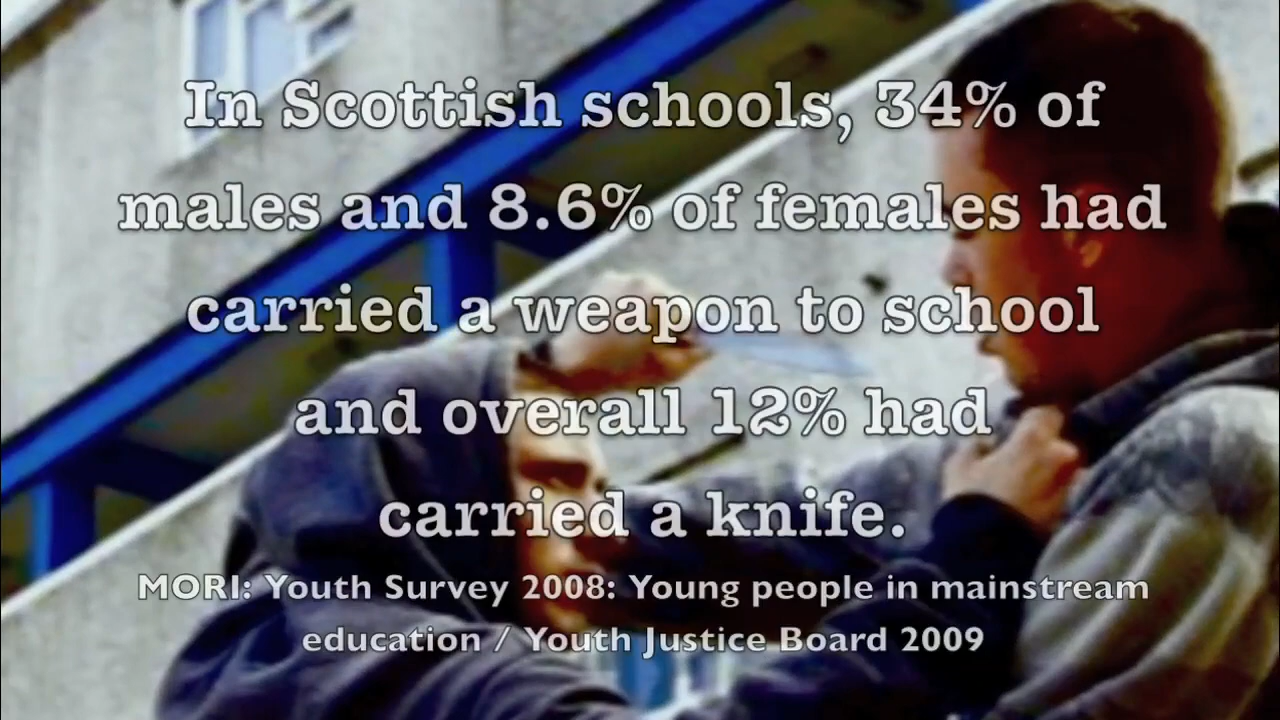 In Scottish schools, 34% of
males and 8.6% of females had
carried a weapon to school
and overall 12% had
carried a knife.
MORI: Youth Survey 2008: Young people in mainstream
education / Youth Justice Board 2009